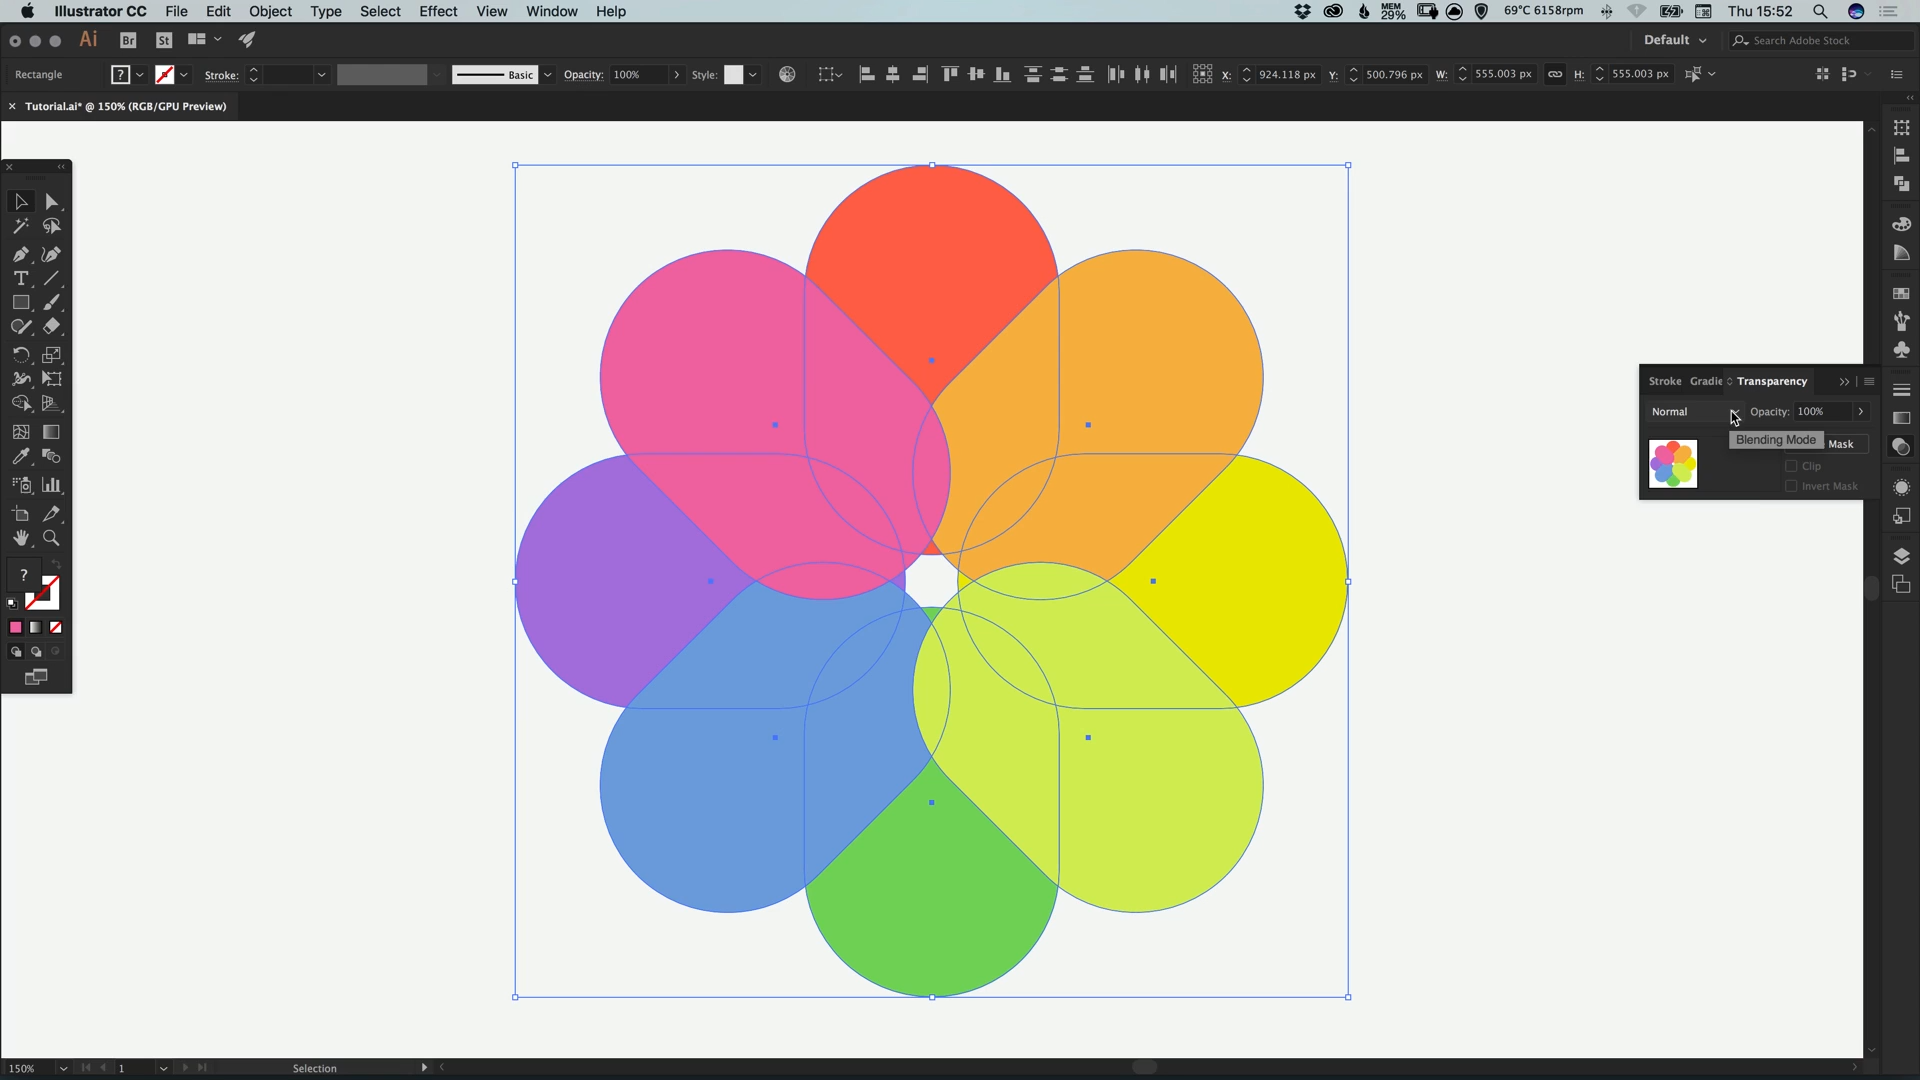 Illustrator CC File Edit Object Type Select Effect View Window Help MEM 29% 69°C 6158rpm Thu 15:52
Ai Br St Default Search Adobe Stock
Rectangle ? Stroke: Basic Opacity: 100% Style: X: 924.118 px Y: 500.796 px W: 555.003 px H: 555.003 px
× Tutorial.ai* @ 150% (RGB/GPU Preview)
T
?
Stroke Gradie Transparency
Normal Opacity: 100%
Blending Mode Mask
Clip
Invert Mask
150% 1 Selection